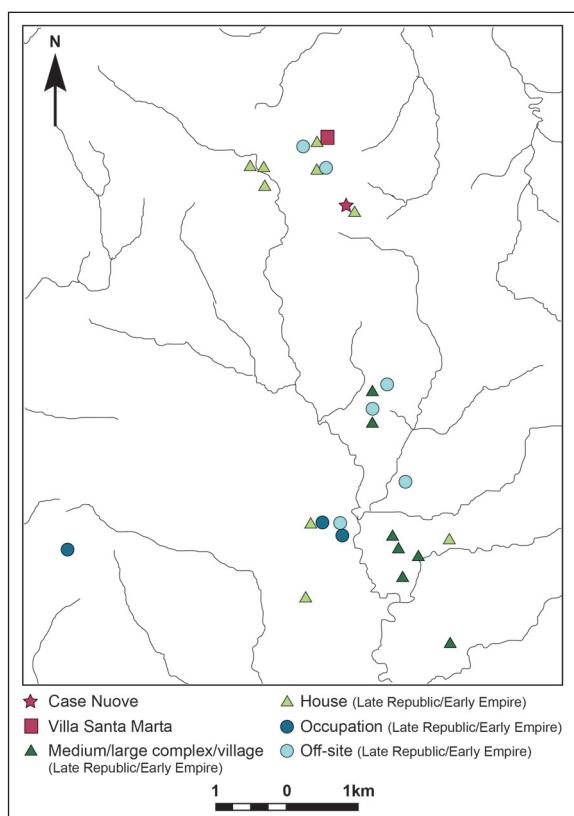 N
Case Nuove
Villa Santa Marta
Medium/large complex/village
(Late Republic/Early Empire)
House (Late Republic/Early Empire)
Occupation (Late Republic/Early Empire)
Off-site (Late Republic/Early Empire)
1 0 1km